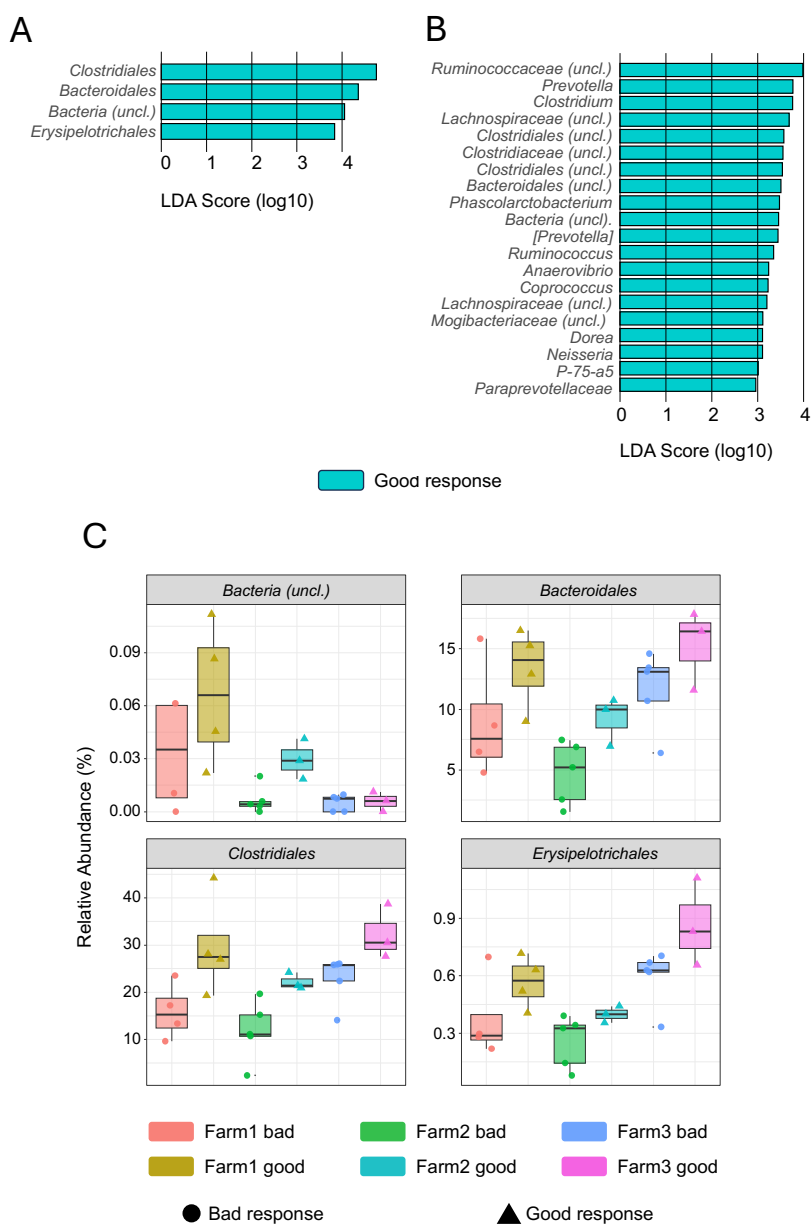 A
Clostridiales
Bacteroidales
Bacteria (uncl.)
Erysipelotrichales
0 1 2 3 4
LDA Score (log10)
B
Ruminococcaceae (uncl.)
Prevotella
Clostridium
Lachnospiraceae (uncl.)
Clostridiales (uncl.)
Clostridiaceae (uncl.)
Clostridiales (uncl.)
Bacteroidales (uncl.)
Phascolarctobacterium
Bacteria (uncl).
[Prevotella]
Ruminococcus
Anaerovibrio
Coprococcus
Lachnospiraceae (uncl.)
Mogibacteriaceae (uncl.)
Dorea
Neisseria
P-75-a5
Paraprevotellaceae
0 1 2 3 4
LDA Score (log10)
Good response
C
Relative Abundance (%)
Bacteria (uncl.)
0.09
0.06
0.03
0.00
Bacteroidales
15
10
5
Clostridiales
40
30
20
10
Erysipelotrichales
0.9
0.6
0.3
Farm1 bad Farm2 bad Farm3 bad
Farm1 good Farm2 good Farm3 good
Bad response Good response